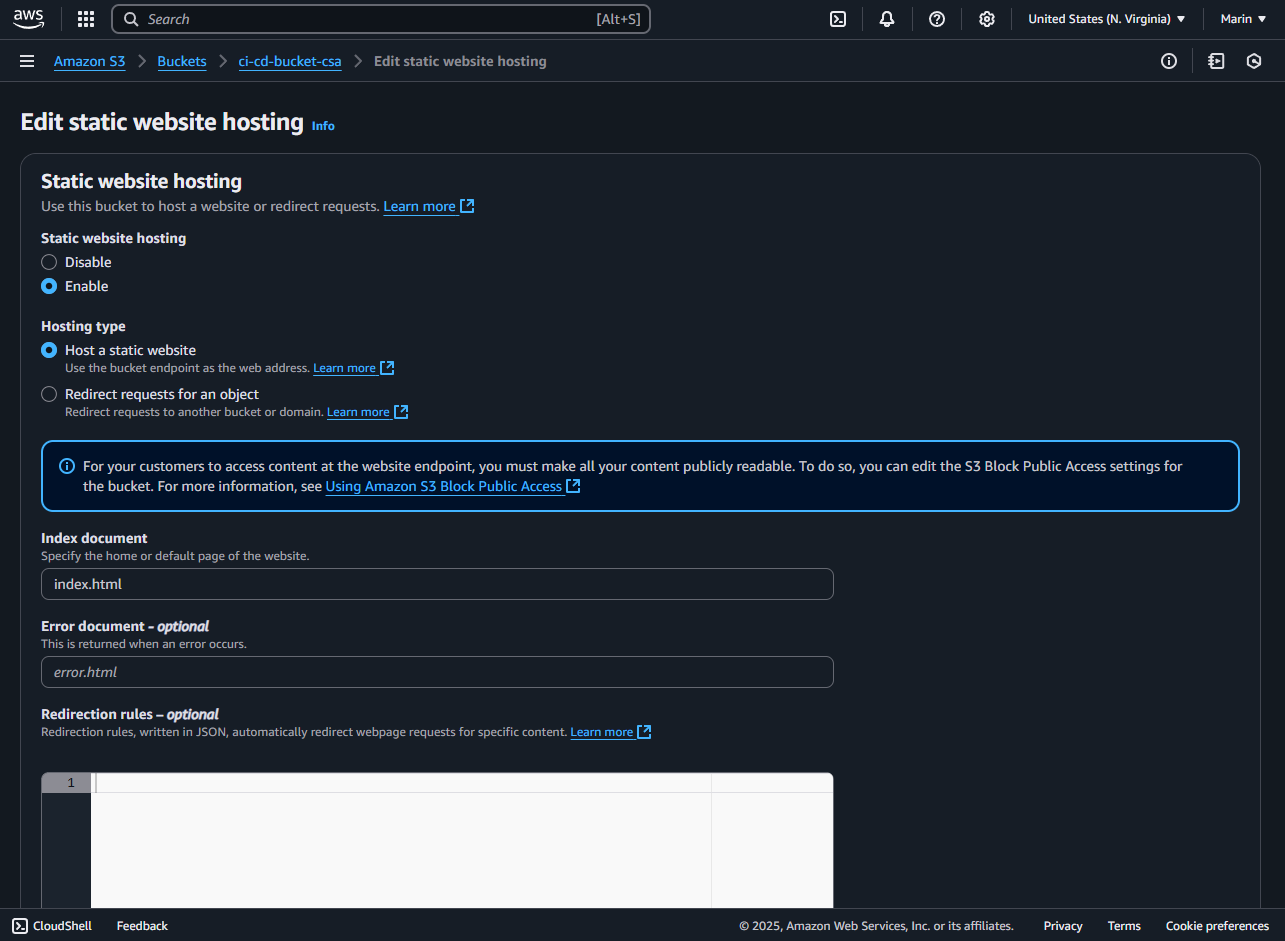 aws
Search [Alt+S]
United States (N. Virginia) Marin
Amazon S3 Buckets ci-cd-bucket-csa Edit static website hosting
Edit static website hosting Info
Static website hosting
Use this bucket to host a website or redirect requests. Learn more
Static website hosting
Disable
Enable
Hosting type
Host a static website
Use the bucket endpoint as the web address. Learn more
Redirect requests for an object
Redirect requests to another bucket or domain. Learn more
For your customers to access content at the website endpoint, you must make all your content publicly readable. To do so, you can edit the S3 Block Public Access settings for
the bucket. For more information, see Using Amazon S3 Block Public Access
Index document
Specify the home or default page of the website.
index.html
Error document – optional
This is returned when an error occurs.
error.html
Redirection rules – optional
Redirection rules, written in JSON, automatically redirect webpage requests for specific content. Learn more
1
CloudShell Feedback © 2025, Amazon Web Services, Inc. or its affiliates. Privacy Terms Cookie preferences